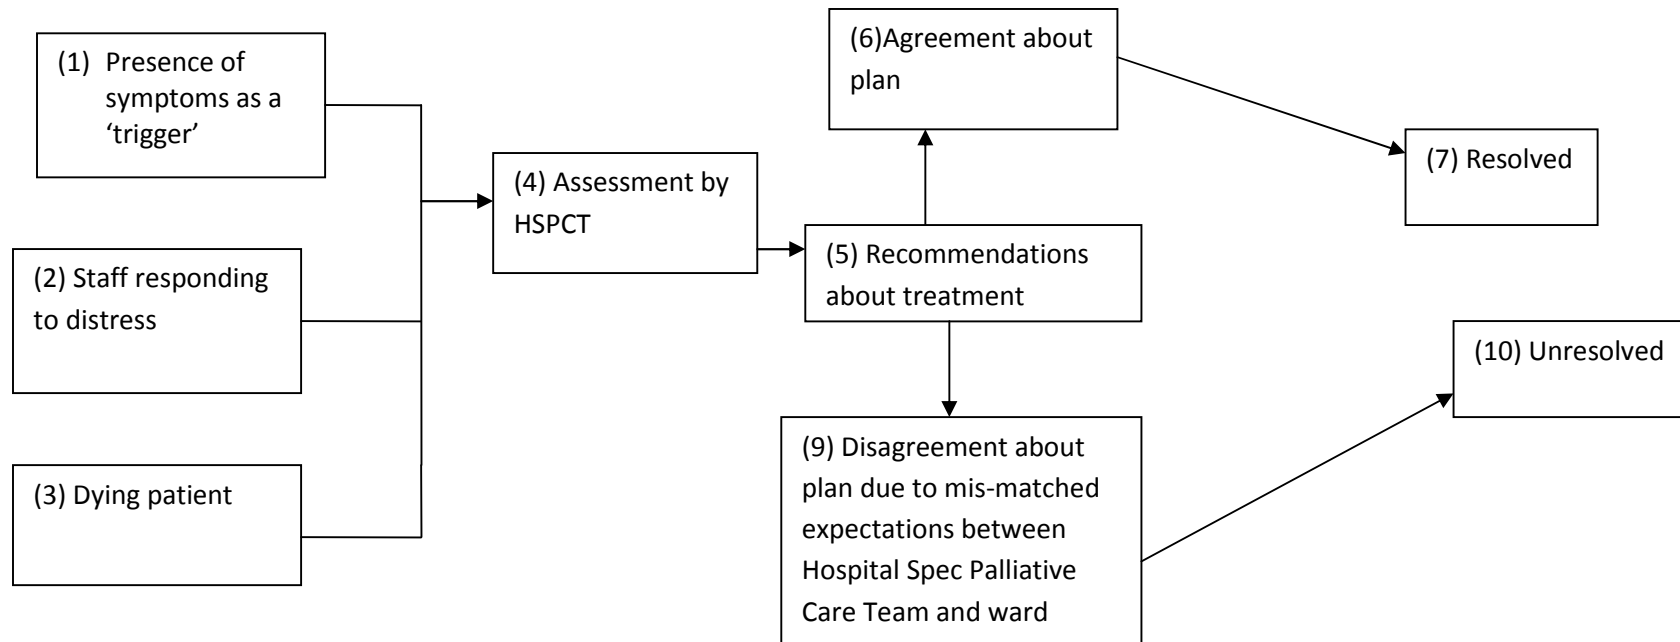 (1) Presence of
symptoms as a
‘trigger’
(2) Staff responding
to distress
(3) Dying patient
(4) Assessment by
HSPCT
(5) Recommendations
about treatment
(6)Agreement about
plan
(7) Resolved
(9) Disagreement about
plan due to mis-matched
expectations between
Hospital Spec Palliative
Care Team and ward
(10) Unresolved